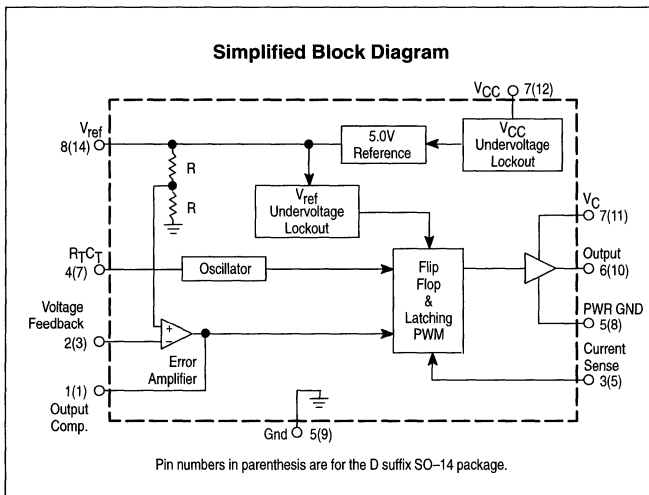 Simplified Block Diagram
VCC 7(12)
Vref
8(14)
R
R
5.0V
Reference
VCC
Undervoltage
Lockout
Vref
Undervoltage
Lockout
VC
7(11)
RTCT
4(7)
Oscillator
Flip
Flop
&
Latching
PWM
Output
6(10)
Voltage
Feedback
2(3)
+
−
Error
Amplifier
PWR GND
5(8)
Current
Sense
3(5)
1(1)
Output
Comp.
Gnd 5(9)
Pin numbers in parenthesis are for the D suffix SO–14 package.